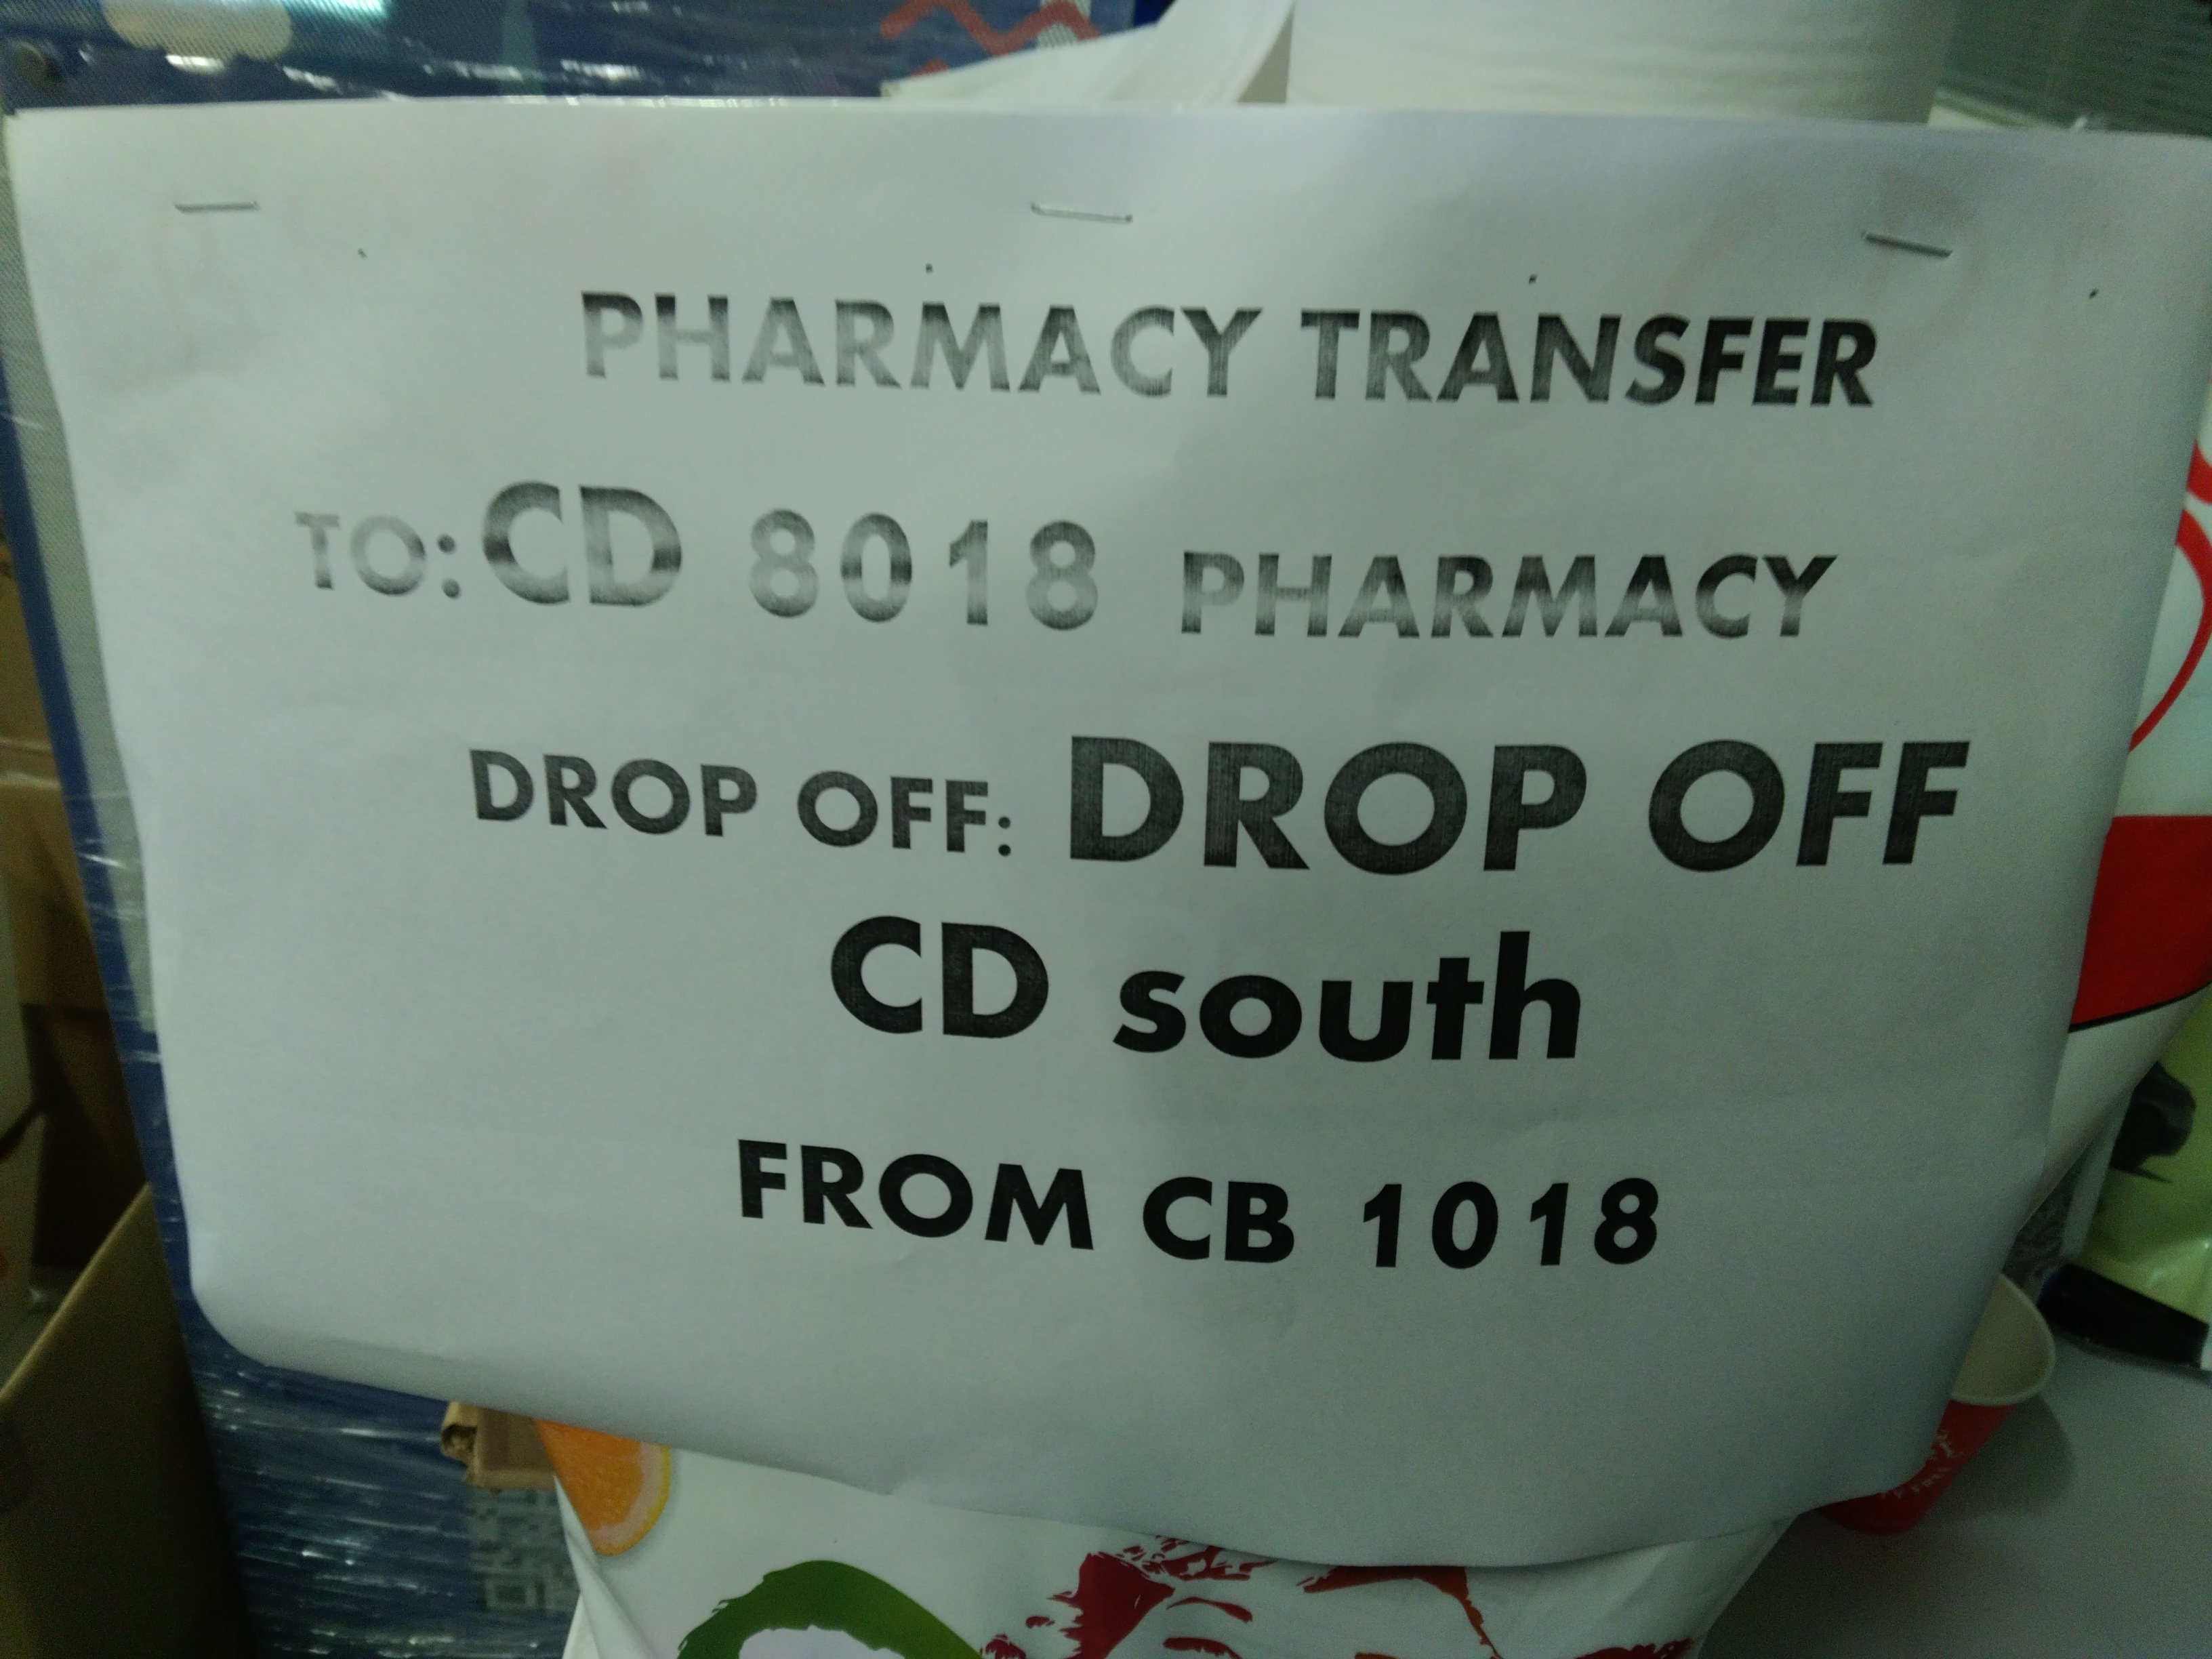 PHARMACY TRANSFER
TO: CD 8018 PHARMACY
DROP OFF: DROP OFF
CD south
FROM CB 1018